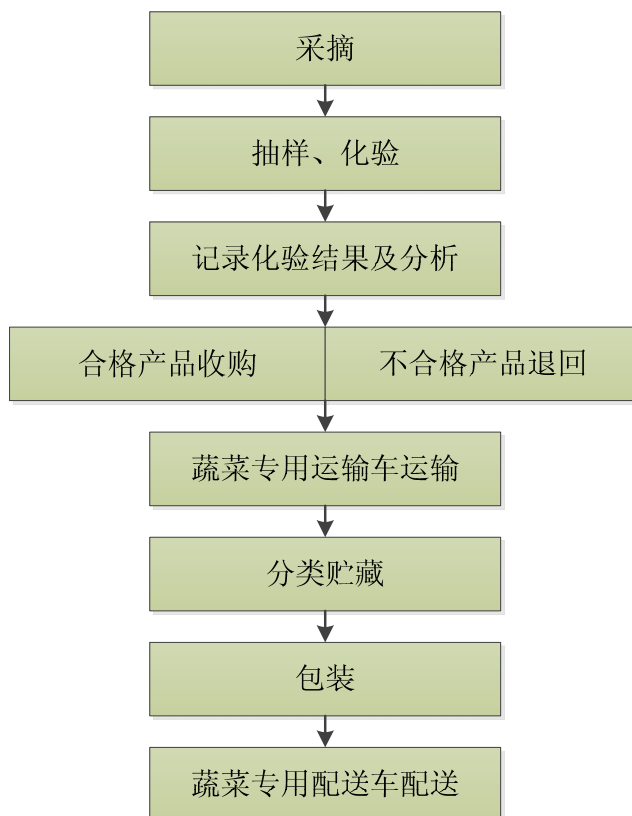 采摘
抽样、化验
记录化验结果及分析
合格产品收购
不合格产品退回
蔬菜专用运输车运输
分类贮藏
包装
蔬菜专用配送车配送